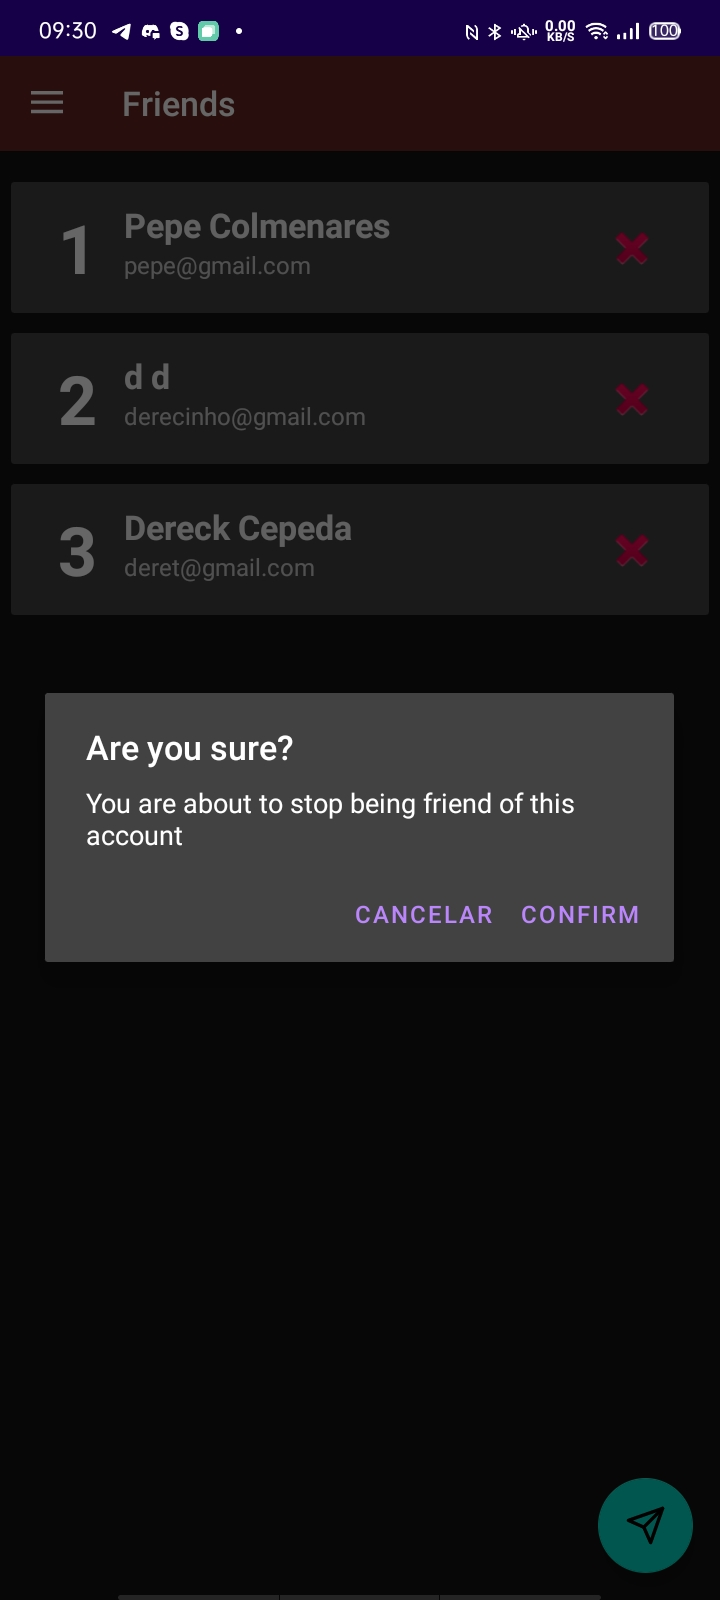 09:30
0.00
KB/S
100
Friends
1
Pepe Colmenares
pepe@gmail.com
2
d d
derecinho@gmail.com
3
Dereck Cepeda
deret@gmail.com
Are you sure?
You are about to stop being friend of this
account
CANCELAR CONFIRM